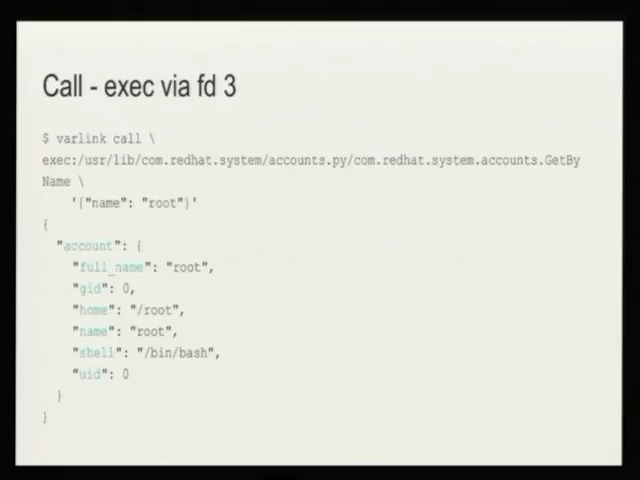 Call - exec via fd 3
$ varlink call \
exec:/usr/lib/com.redhat.system/accounts.py/com.redhat.system.accounts.GetBy
Name \
'{"name": "root"}'
{
"account": {
"full_name": "root",
"gid": 0,
"home": "/root",
"name": "root",
"shell": "/bin/bash",
"uid": 0
}
}